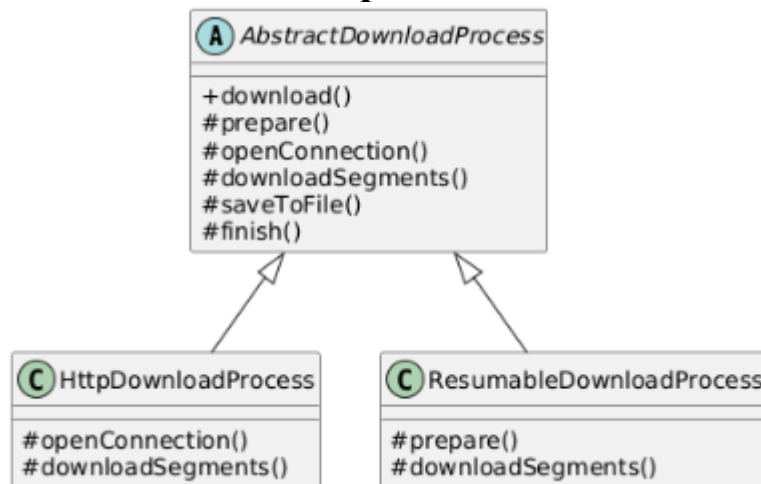 A AbstractDownloadProcess
+download()
#prepare()
#openConnection()
#downloadSegments()
#saveToFile()
#finish()
C HttpDownloadProcess
#openConnection()
#downloadSegments()
C ResumableDownloadProcess
#prepare()
#downloadSegments()